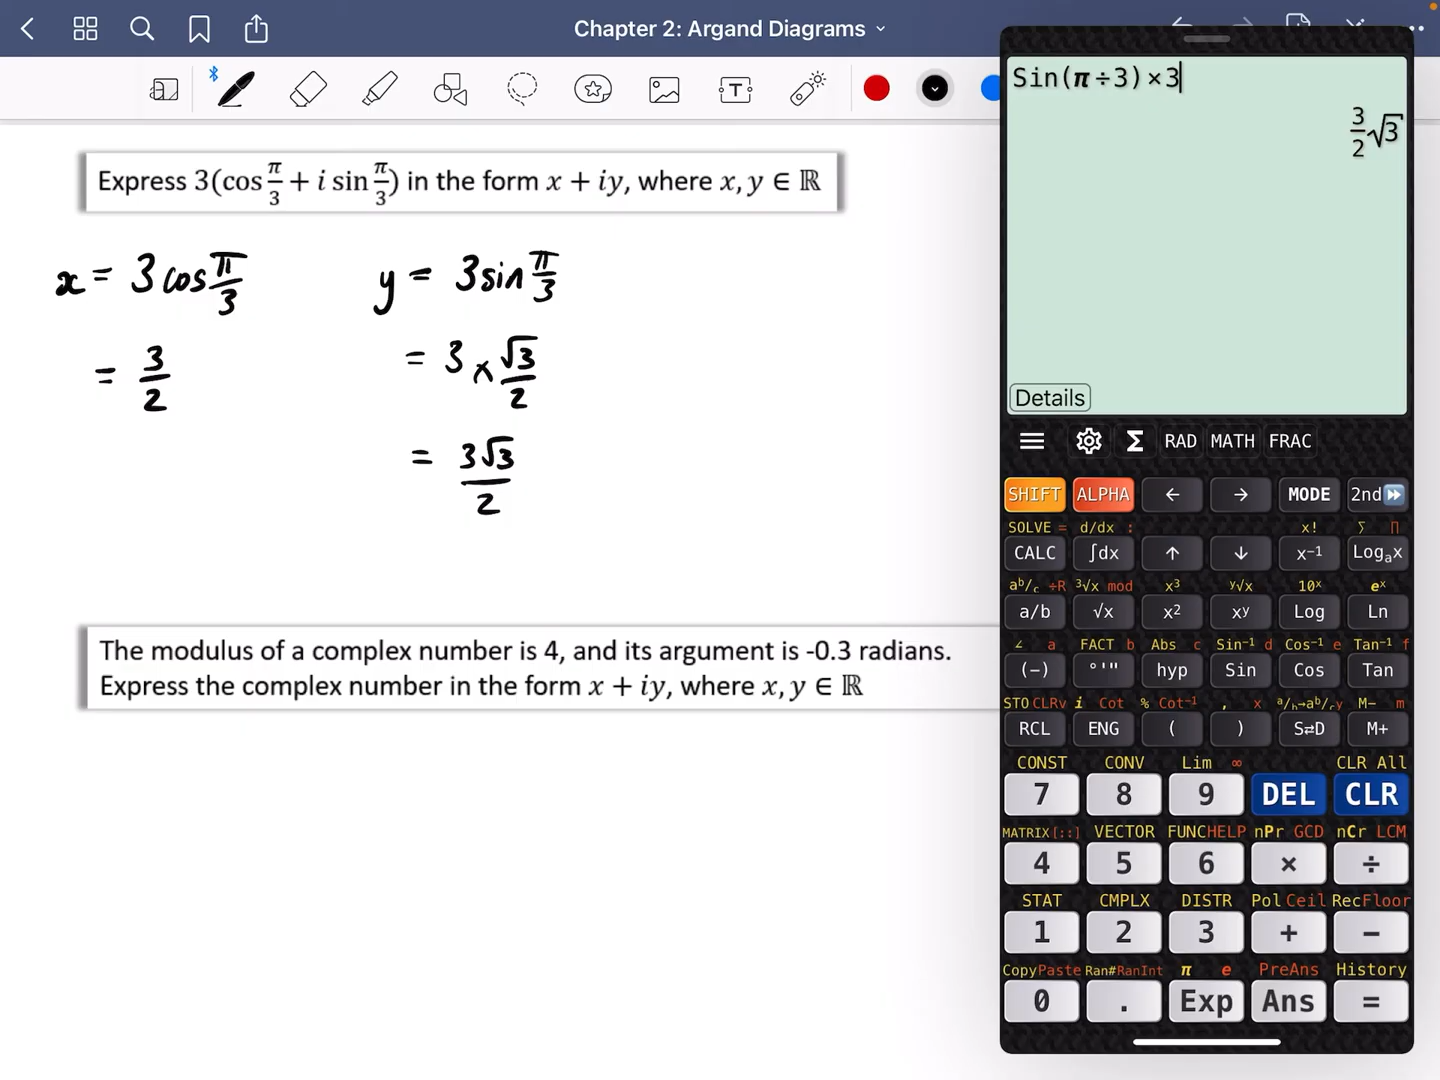 Chapter 2: Argand Diagrams
Express 3(cos π/3 + i sin π/3) in the form x + iy, where x, y ∈ ℝ
x = 3 cos π/3
= 3/2
y = 3 sin π/3
= 3 × √3/2
= 3√3/2
The modulus of a complex number is 4, and its argument is -0.3 radians.
Express the complex number in the form x + iy, where x, y ∈ ℝ
Sin(π÷3)×3
3/2√3
Details
RAD MATH FRAC
SHIFT ALPHA ← → MODE 2nd
SOLVE = d/dx : x! ∑ ∏
CALC ∫dx ↑ ↓ x⁻¹ Logₐx
aᵇ/c ÷R ³√x mod x³ ʸ√x 10ˣ eˣ
a/b √x x² xʸ Log Ln
∠ a FACT b Abs c Sin⁻¹ d Cos⁻¹ e Tan⁻¹ f
(−) °'" hyp Sin Cos Tan
STO CLRv i Cot % Cot⁻¹ , x a/b→aᵇ/c y M− m
RCL ENG ( ) S⇄D M+
CONST CONV Lim ∞ CLR All
7 8 9 DEL CLR
MATRIX [::] VECTOR FUNC HELP nPr GCD nCr LCM
4 5 6 × ÷
STAT CMPLX DISTR Pol Ceil Rec Floor
1 2 3 + −
Copy Paste Ran# RanInt π e PreAns History
0 . Exp Ans =